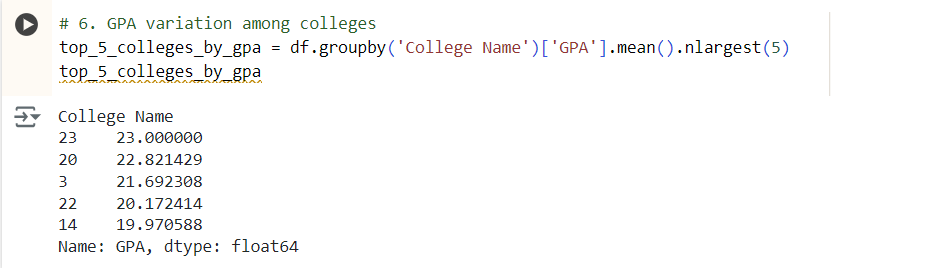 # 6. GPA variation among colleges
top_5_colleges_by_gpa = df.groupby('College Name')['GPA'].mean().nlargest(5)
top_5_colleges_by_gpa
College Name
23    23.000000
20    22.821429
3     21.692308
22    20.172414
14    19.970588
Name: GPA, dtype: float64